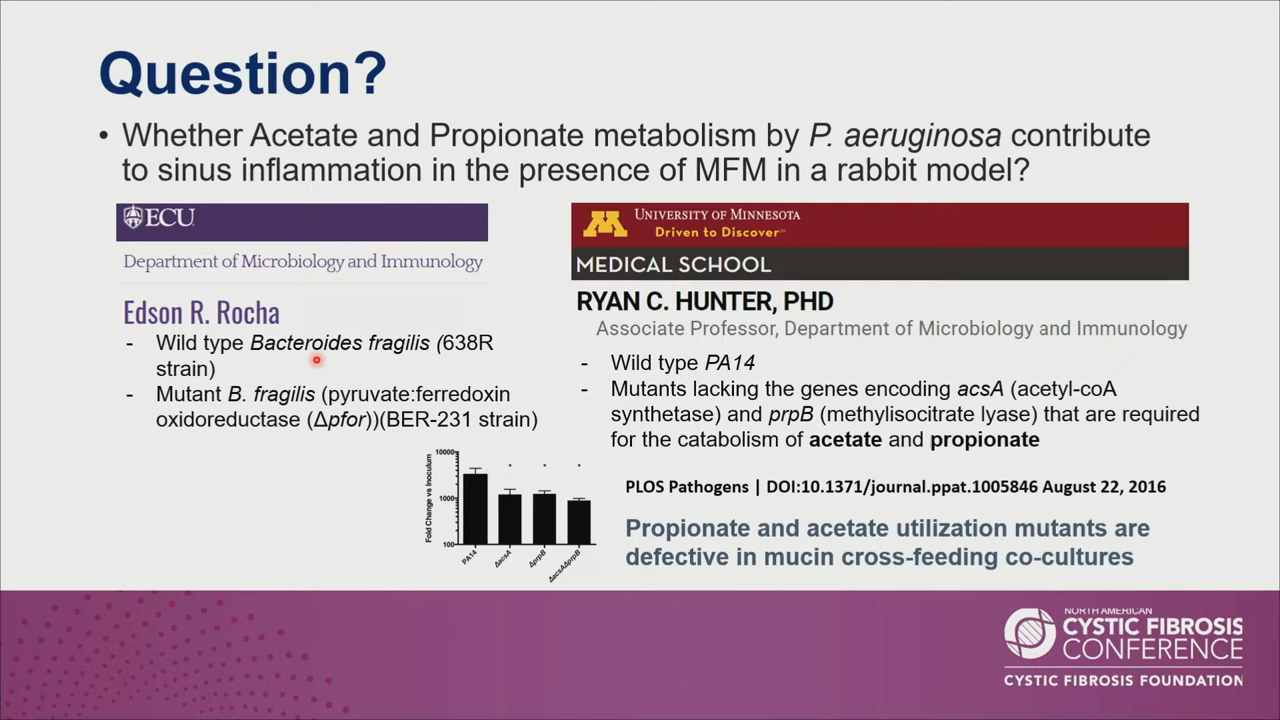 Question?
• Whether Acetate and Propionate metabolism by P. aeruginosa contribute
to sinus inflammation in the presence of MFM in a rabbit model?
ECU
Department of Microbiology and Immunology
Edson R. Rocha
- Wild type Bacteroides fragilis (638R
strain)
- Mutant B. fragilis (pyruvate:ferredoxin
oxidoreductase (Δpfor))(BER-231 strain)
UNIVERSITY OF MINNESOTA
Driven to Discover℠
MEDICAL SCHOOL
RYAN C. HUNTER, PHD
Associate Professor, Department of Microbiology and Immunology
- Wild type PA14
- Mutants lacking the genes encoding acsA (acetyl-coA
synthetase) and prpB (methylisocitrate lyase) that are required
for the catabolism of acetate and propionate
Fold Change vs Inoculum
10000
1000
100
* * *
PA14
ΔacsA
ΔprpB
ΔacsAΔprpB
PLOS Pathogens | DOI:10.1371/journal.ppat.1005846 August 22, 2016
Propionate and acetate utilization mutants are
defective in mucin cross-feeding co-cultures
NORTH AMERICAN
CYSTIC FIBROSIS
CONFERENCE
CYSTIC FIBROSIS FOUNDATION